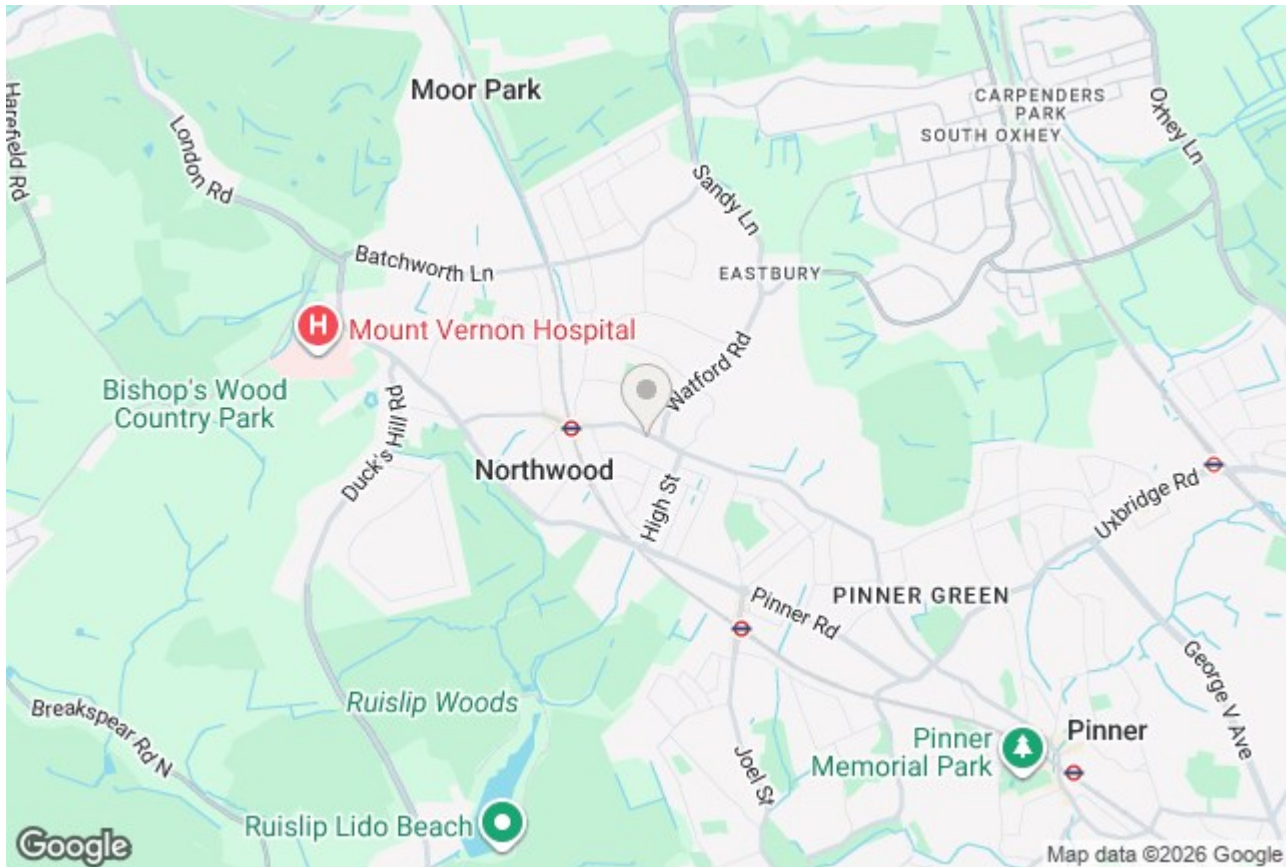 Moor Park
CARPENDERS
PARK
SOUTH OXHEY
Oxhey Ln
Harefield Rd
London Rd
Sandy Ln
Batchworth Ln
EASTBURY
H
Mount Vernon Hospital
Watford Rd
Bishop's Wood
Country Park
Duck's Hill Rd
Northwood
High St
Uxbridge Rd
PINNER GREEN
Pinner Rd
George V Ave
Ruislip Woods
Breakspear Rd N
Joel St
Pinner
Memorial Park
Pinner
Ruislip Lido Beach
Google
Map data ©2026 Google